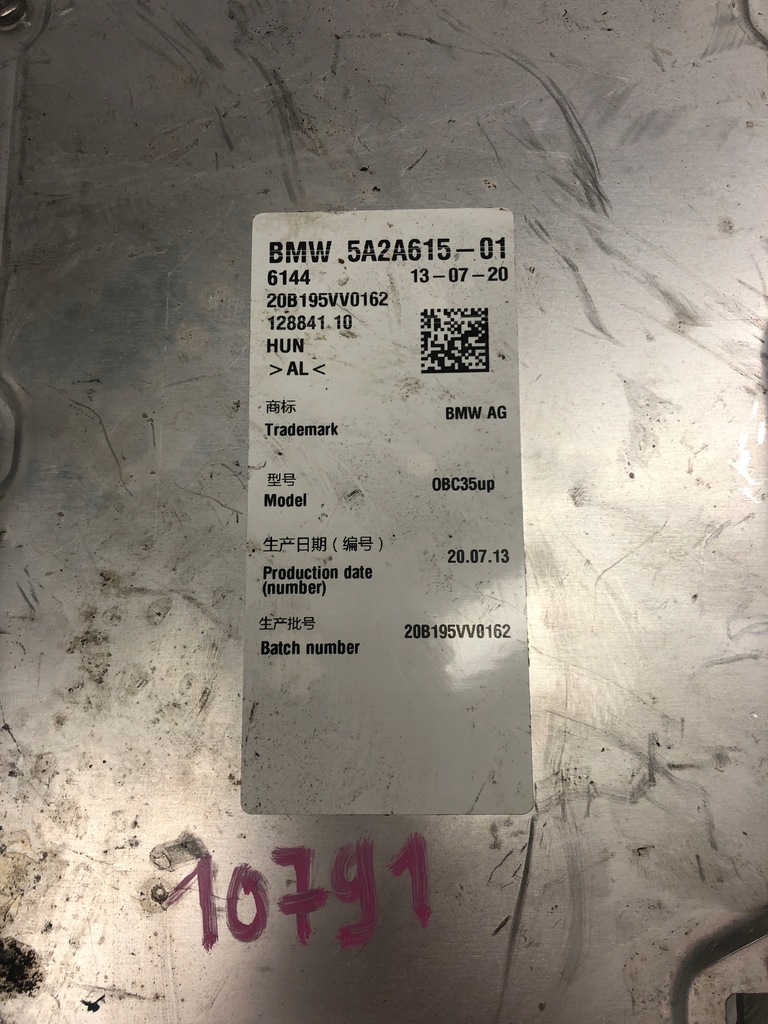 BMW 5A2A615-01
6144 13-07-20
20B195VV0162
128841 10
HUN
>AL<
商标
Trademark BMW AG
型号
Model OBC35up
生产日期(编号)
Production date
(number) 20.07.13
生产批号
Batch number 20B195VV0162
10791